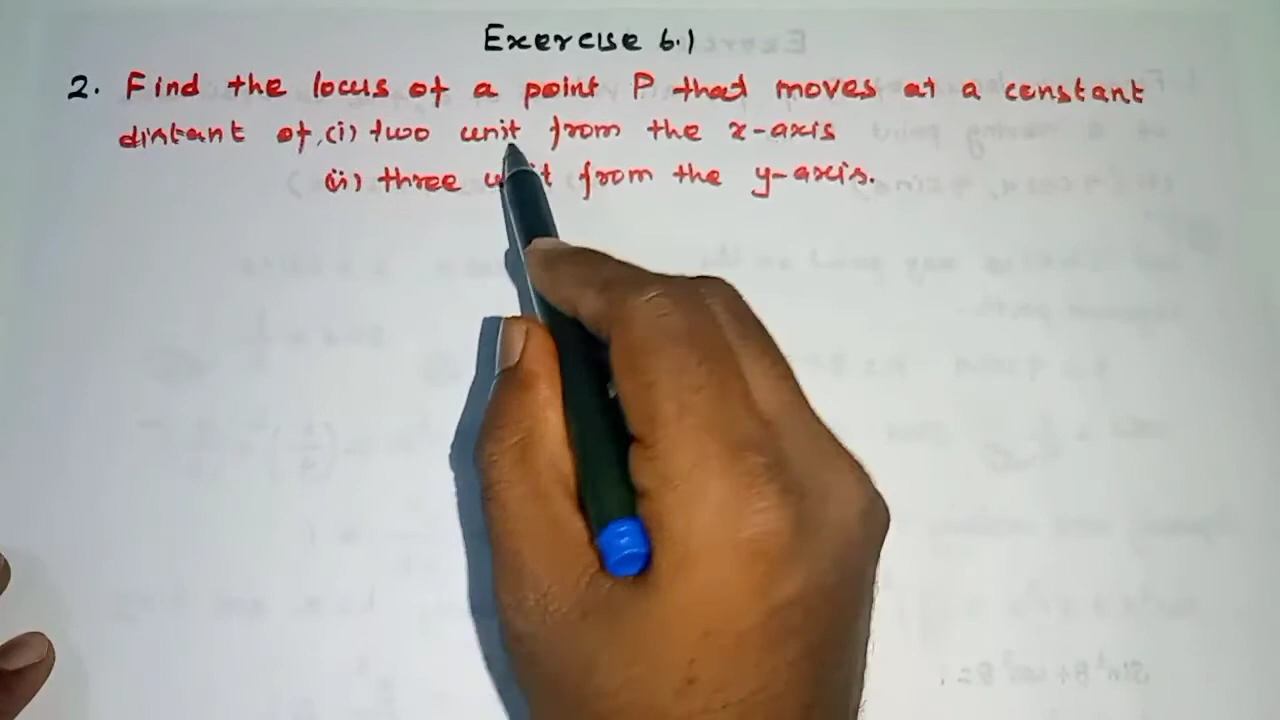 Exercise 6.1
2. Find the locus of a point P that moves at a constant
distant of (i) two unit from the x-axis
(ii) three from the y-axis.